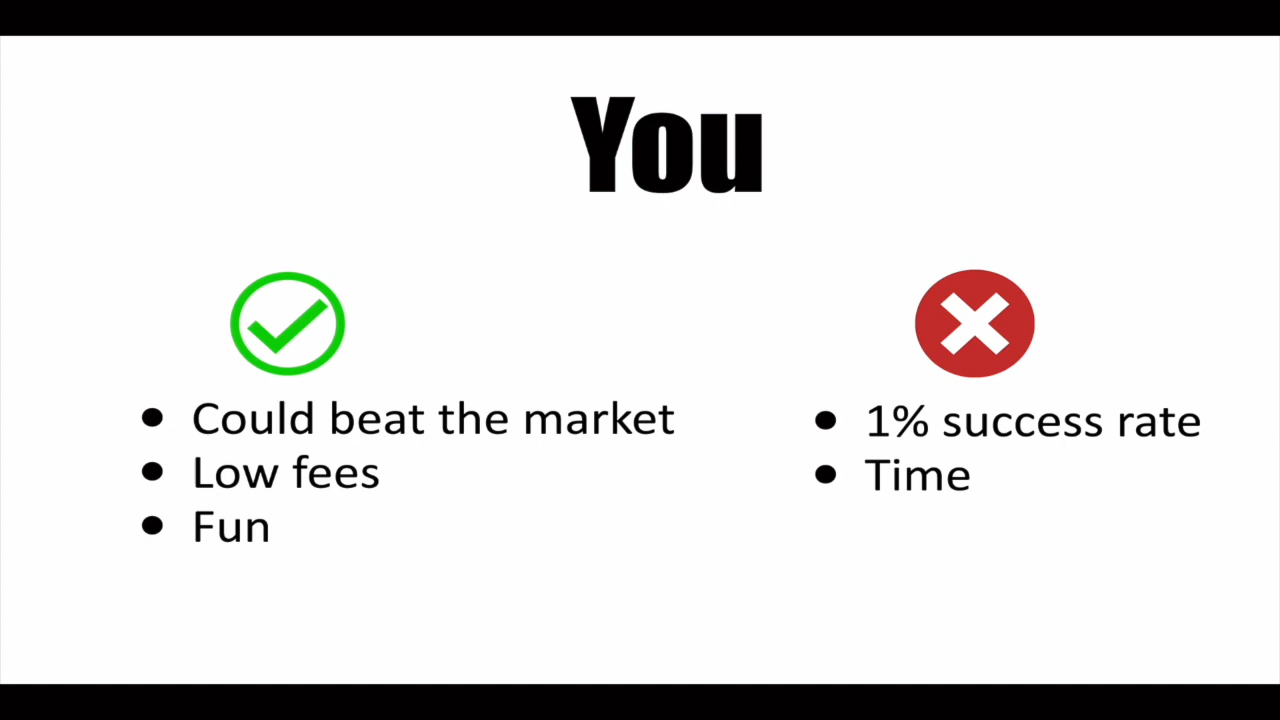 You
Could beat the market
Low fees
Fun
1% success rate
Time